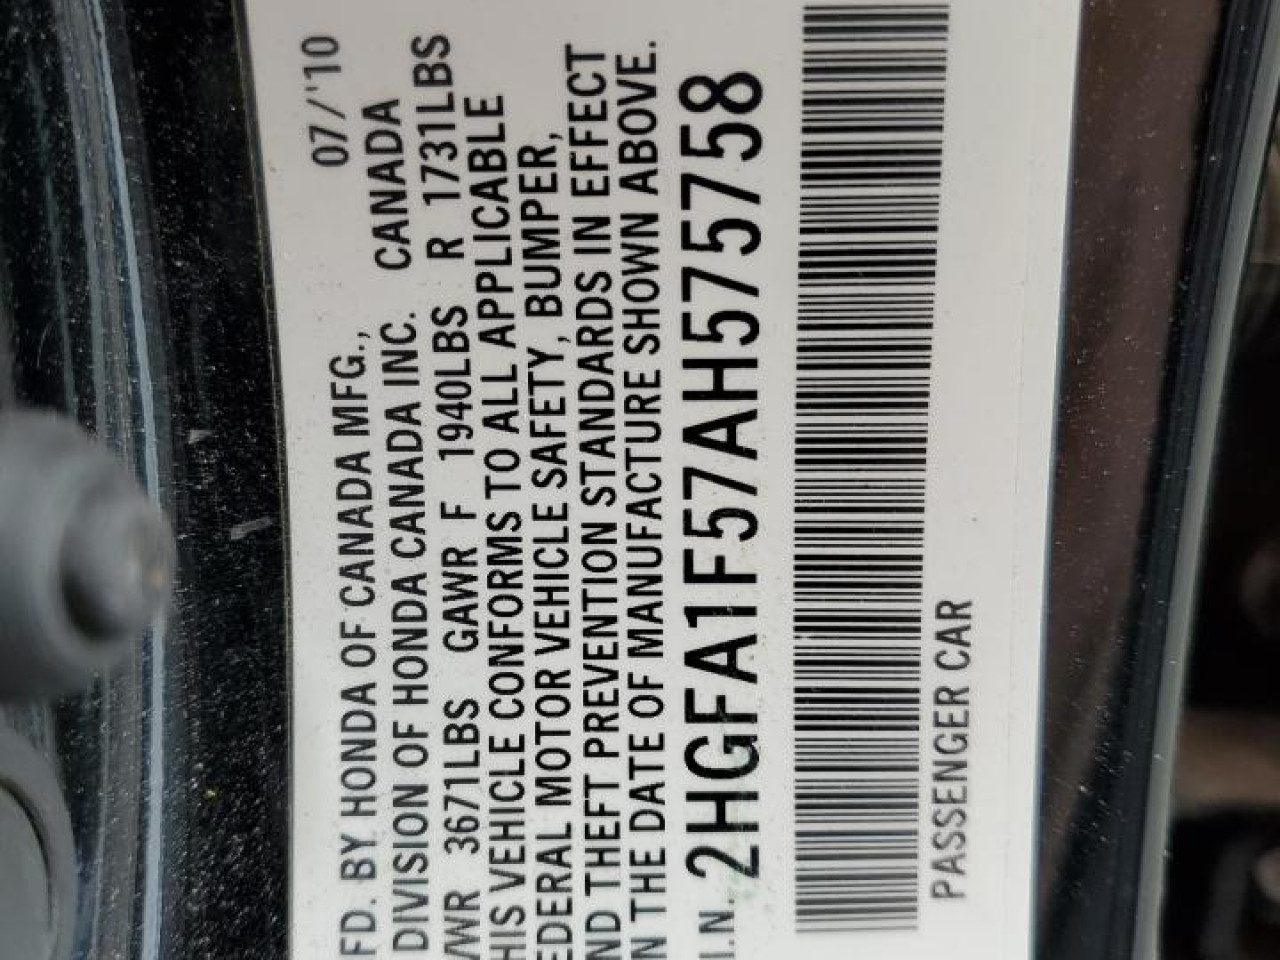 FD. BY HONDA OF CANADA MFG., 07/'10
DIVISION OF HONDA CANADA INC. CANADA
VWR 3671LBS GAWR F 1940LBS R 1731LBS
HIS VEHICLE CONFORMS TO ALL APPLICABLE
EDERAL MOTOR VEHICLE SAFETY, BUMPER,
ND THEFT PREVENTION STANDARDS IN EFFECT
N THE DATE OF MANUFACTURE SHOWN ABOVE.
I.N. 2HGFA1F57AH575758
PASSENGER CAR